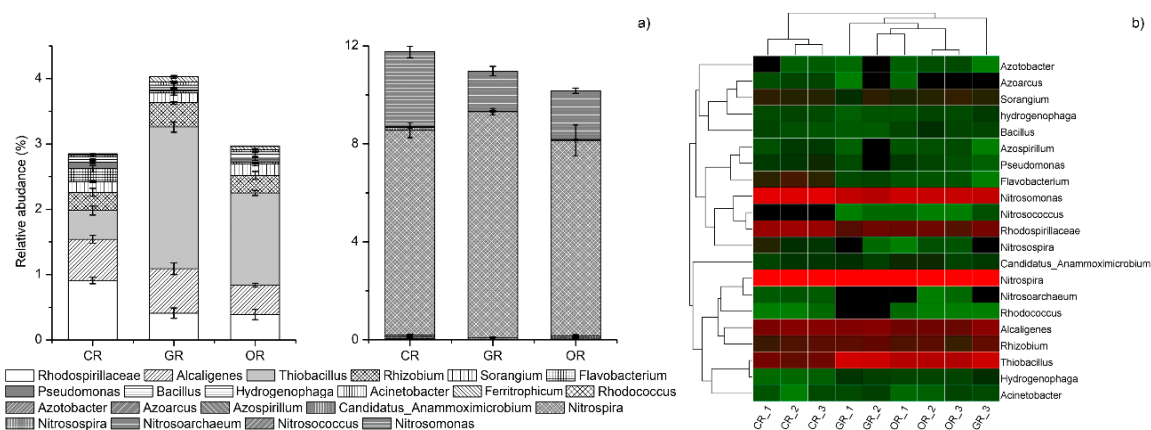 a)
b)
Relative abudance (%)
4
3
2
1
0
CR GR OR
12
8
4
0
CR GR OR
Rhodospirillaceae Alcaligenes Thiobacillus Rhizobium Sorangium Flavobacterium
Pseudomonas Bacillus Hydrogenophaga Acinetobacter Ferritrophicum Rhodococcus
Azotobacter Azoarcus Azospirillum Candidatus_Anammoximicrobium Nitrospira
Nitrosospira Nitrosoarchaeum Nitrosococcus Nitrosomonas
Azotobacter
Azoarcus
Sorangium
hydrogenophaga
Bacillus
Azospirillum
Pseudomonas
Flavobacterium
Nitrosomonas
Nitrosococcus
Rhodospirillaceae
Nitrosospira
Candidatus_Anammoximicrobium
Nitrospira
Nitrosoarchaeum
Rhodococcus
Alcaligenes
Rhizobium
Thiobacillus
Hydrogenophaga
Acinetobacter
CR_1 CR_2 CR_3 GR_1 GR_2 OR_1 OR_2 OR_3 GR_3